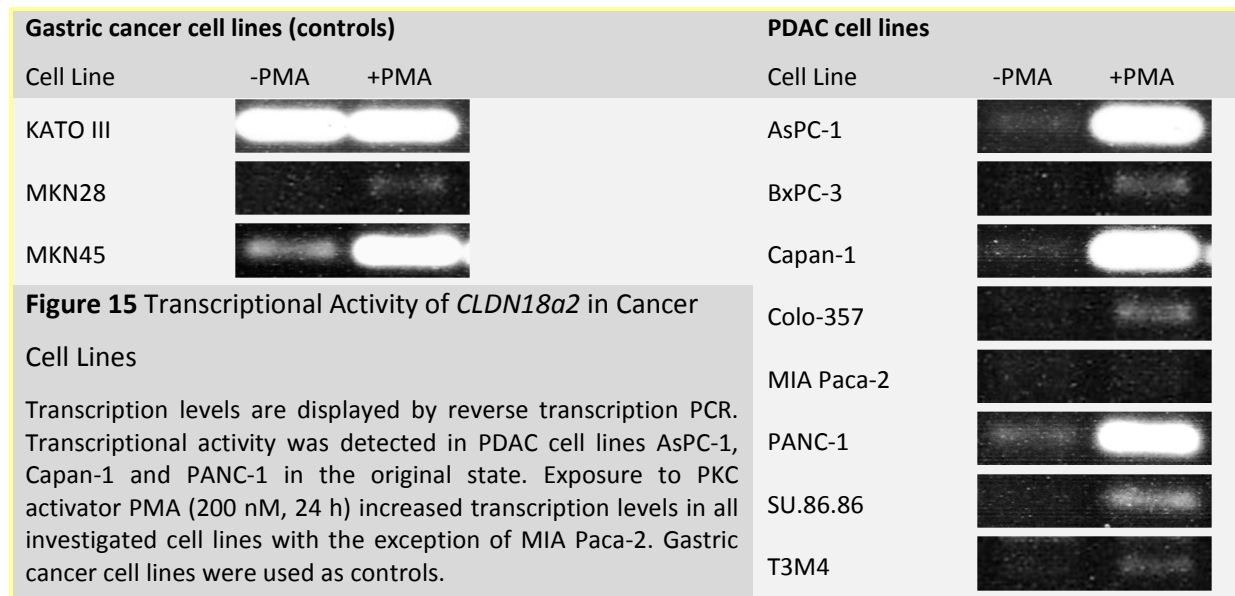 Gastric cancer cell lines (controls)
Cell Line -PMA +PMA
KATO III
MKN28
MKN45
Figure 15 Transcriptional Activity of CLDN18a2 in Cancer
Cell Lines
Transcription levels are displayed by reverse transcription PCR.
Transcriptional activity was detected in PDAC cell lines AsPC-1,
Capan-1 and PANC-1 in the original state. Exposure to PKC
activator PMA (200 nM, 24 h) increased transcription levels in all
investigated cell lines with the exception of MIA Paca-2. Gastric
cancer cell lines were used as controls.
PDAC cell lines
Cell Line -PMA +PMA
AsPC-1
BxPC-3
Capan-1
Colo-357
MIA Paca-2
PANC-1
SU.86.86
T3M4